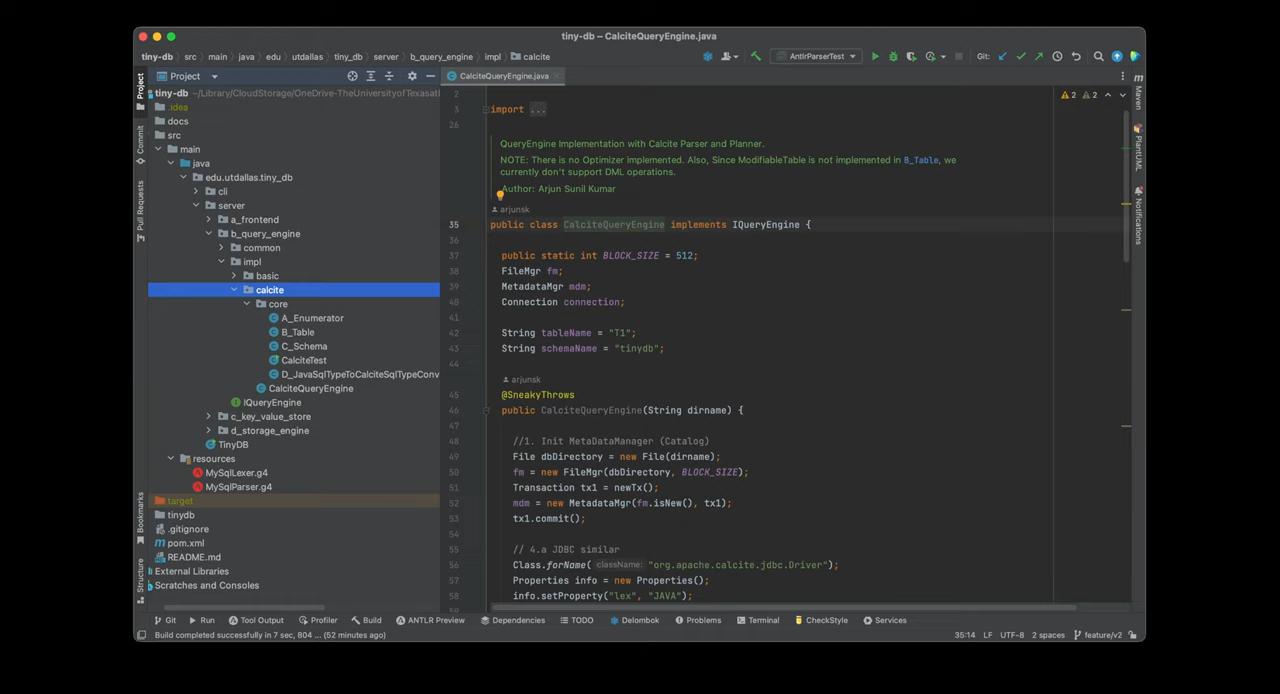 tiny-db – CalciteQueryEngine.java
tiny-db src main java edu utdallas tiny_db server b_query_engine impl calcite AntlrParserTest Git:
Project CalciteQueryEngine.java
Project
Commit
Pull Requests
Bookmarks
Structure
tiny-db ~/Library/CloudStorage/OneDrive-TheUniversityofTexasat
.idea
docs
src
main
java
edu.utdallas.tiny_db
cli
server
a_frontend
b_query_engine
common
impl
basic
calcite
core
A_Enumerator
B_Table
C_Schema
CalciteTest
D_JavaSqlTypeToCalciteSqlTypeConv
CalciteQueryEngine
IQueryEngine
c_key_value_store
d_storage_engine
TinyDB
resources
MySqlLexer.g4
MySqlParser.g4
target
tinydb
.gitignore
pom.xml
README.md
External Libraries
Scratches and Consoles
2
3 import ...
26
QueryEngine Implementation with Calcite Parser and Planner.
NOTE: There is no Optimizer implemented. Also, Since ModifiableTable is not implemented in B_Table, we
currently don't support DML operations.
Author: Arjun Sunil Kumar
arjunsk
35 public class CalciteQueryEngine implements IQueryEngine {
36
37 public static int BLOCK_SIZE = 512;
38 FileMgr fm;
39 MetadataMgr mdm;
40 Connection connection;
41
42 String tableName = "T1";
43 String schemaName = "tinydb";
44
arjunsk
45 @SneakyThrows
46 public CalciteQueryEngine(String dirname) {
47
48 //1. Init MetaDataManager (Catalog)
49 File dbDirectory = new File(dirname);
50 fm = new FileMgr(dbDirectory, BLOCK_SIZE);
51 Transaction tx1 = newTx();
52 mdm = new MetadataMgr(fm.isNew(), tx1);
53 tx1.commit();
54
55 // 4.a JDBC similar
56 Class.forName( className: "org.apache.calcite.jdbc.Driver");
57 Properties info = new Properties();
58 info.setProperty("lex", "JAVA");
59
2 2
Maven
PlantUML
Notifications
Git Run Tool Output Profiler Build ANTLR Preview Dependencies TODO Delombok Problems Terminal CheckStyle Services
Build completed successfully in 7 sec, 804 ... (52 minutes ago) 35:14 LF UTF-8 2 spaces feature/v2